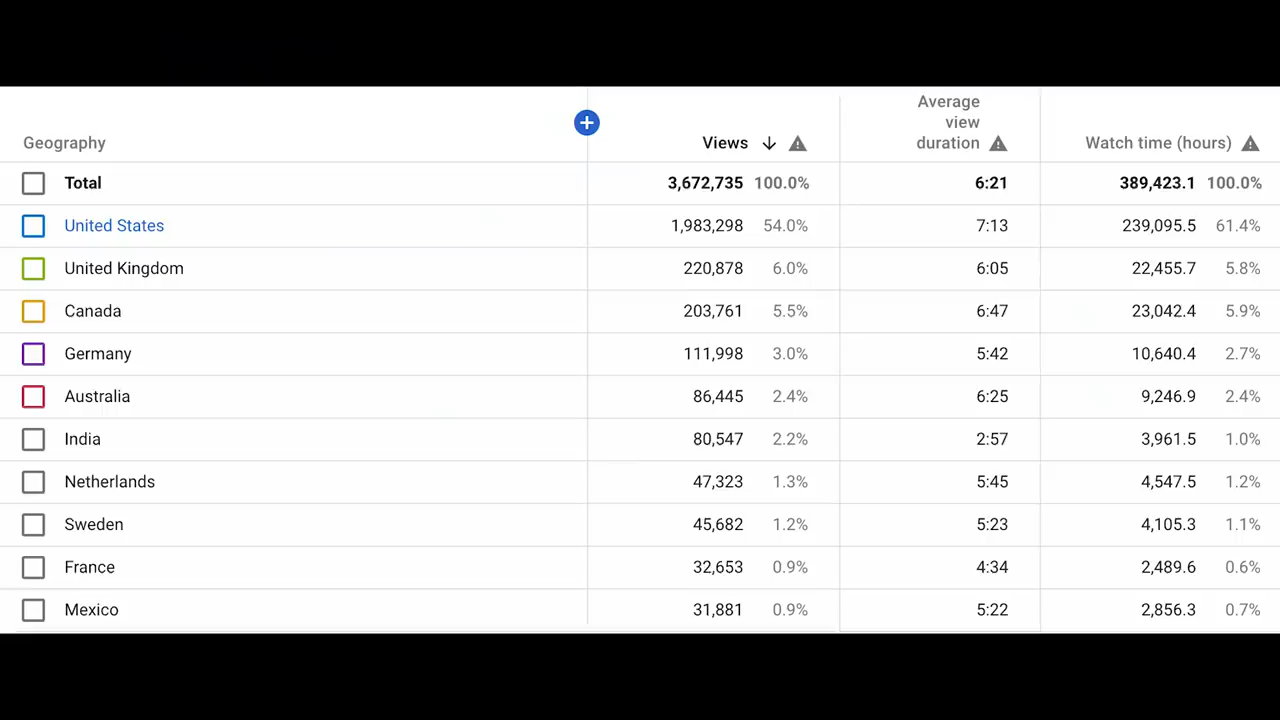 Average
view
Geography Views duration Watch time (hours)
Total 3,672,735 100.0% 6:21 389,423.1 100.0%
United States 1,983,298 54.0% 7:13 239,095.5 61.4%
United Kingdom 220,878 6.0% 6:05 22,455.7 5.8%
Canada 203,761 5.5% 6:47 23,042.4 5.9%
Germany 111,998 3.0% 5:42 10,640.4 2.7%
Australia 86,445 2.4% 6:25 9,246.9 2.4%
India 80,547 2.2% 2:57 3,961.5 1.0%
Netherlands 47,323 1.3% 5:45 4,547.5 1.2%
Sweden 45,682 1.2% 5:23 4,105.3 1.1%
France 32,653 0.9% 4:34 2,489.6 0.6%
Mexico 31,881 0.9% 5:22 2,856.3 0.7%